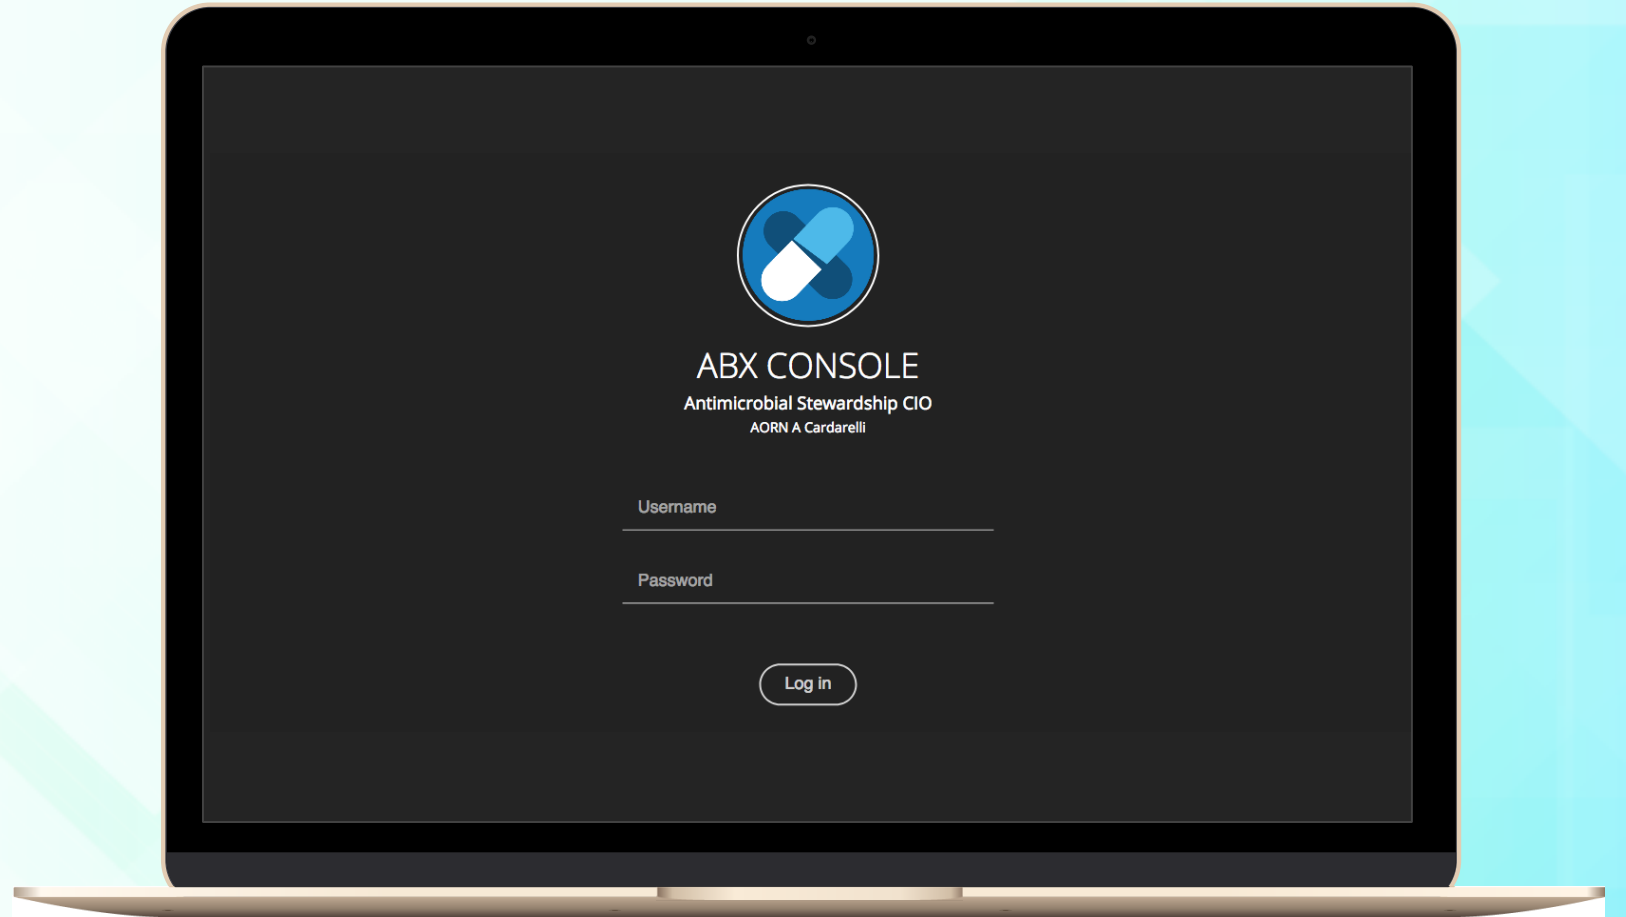 ABX CONSOLE
Antimicrobial Stewardship CIO
AORN A Cardarelli
Username
Password
Log in